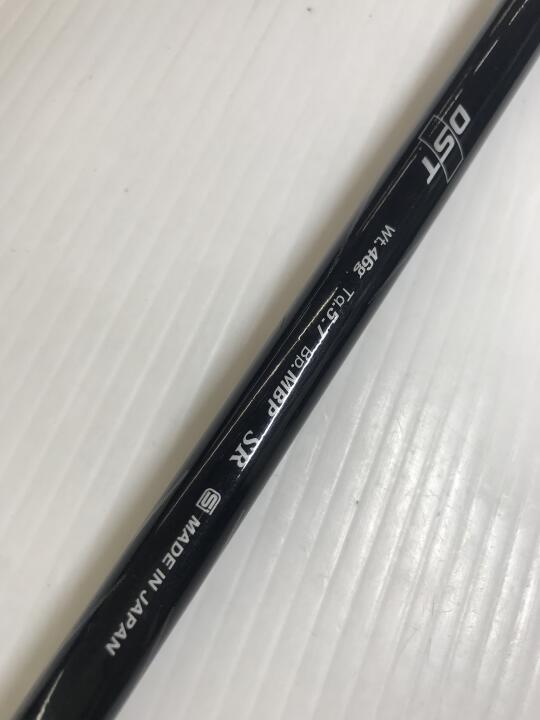 DST
Wt.46g Tq.5.7 Bp.MBP SR
S MADE IN JAPAN